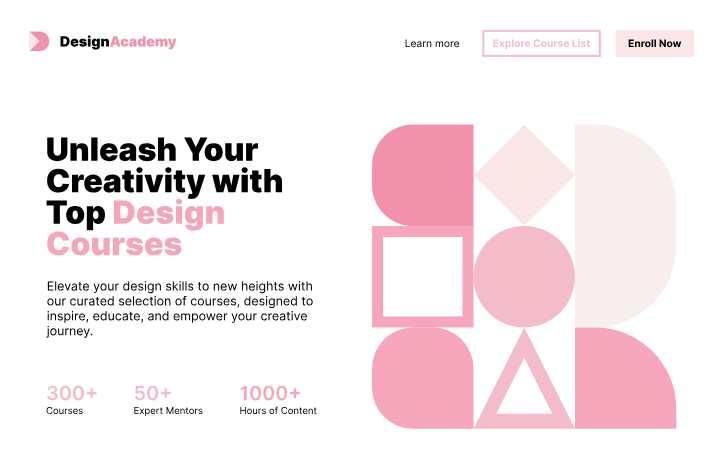 DesignAcademy
Learn more
Explore Course List
Enroll Now
Unleash Your
Creativity with
Top Design
Courses
Elevate your design skills to new heights with
our curated selection of courses, designed to
inspire, educate, and empower your creative
journey.
300+
Courses
50+
Expert Mentors
1000+
Hours of Content